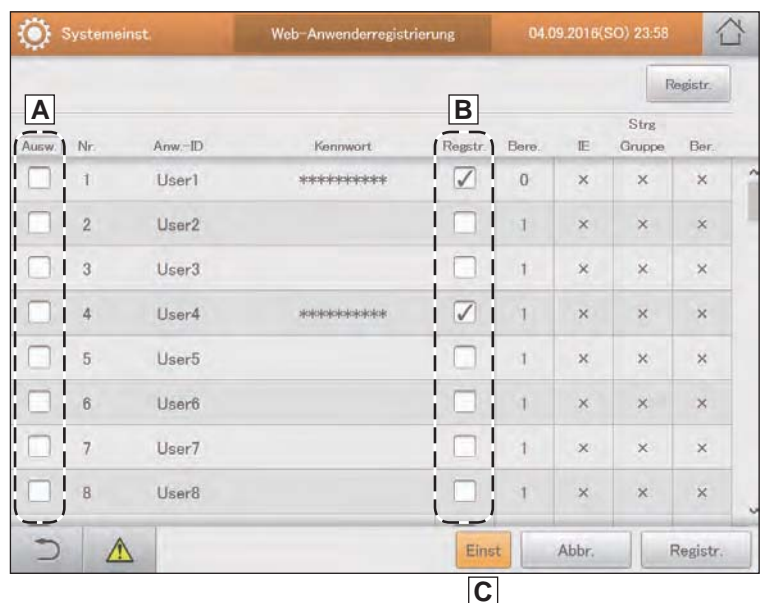 Systemeinst. Web-Anwenderregistrierung 04.09.2016(SO) 23:58
Registr.
A B
Ausw. Nr. Anw.-ID Kennwort Regstr. Bere. IE Strg Gruppe Ber.
1 User1 ********** ✓ 0 × × ×
2 User2 1 × × ×
3 User3 1 × × ×
4 User4 ********** ✓ 1 × × ×
5 User5 1 × × ×
6 User6 1 × × ×
7 User7 1 × × ×
8 User8 1 × × ×
Einst Abbr. Registr.
C